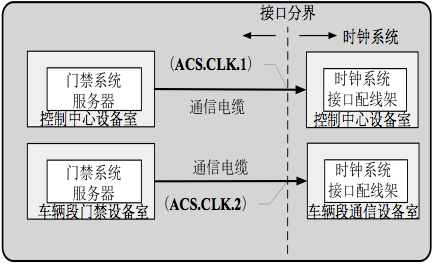 接口分界
时钟系统
(ACS.CLK.1)
门禁系统
服务器
控制中心设备室
通信电缆
时钟系统
接口配线架
控制中心设备室
门禁系统
服务器
车辆段门禁设备室
通信电缆
(ACS.CLK.2)
时钟系统
接口配线架
车辆段通信设备室